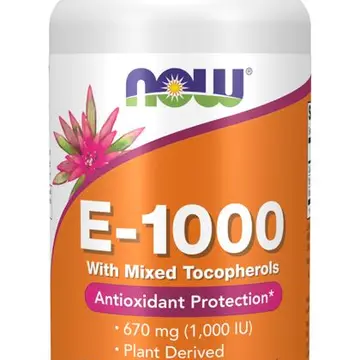 NOW
E-1000
With Mixed Tocopherols
Antioxidant Protection*
• 670 mg (1,000 IU)
• Plant Derived